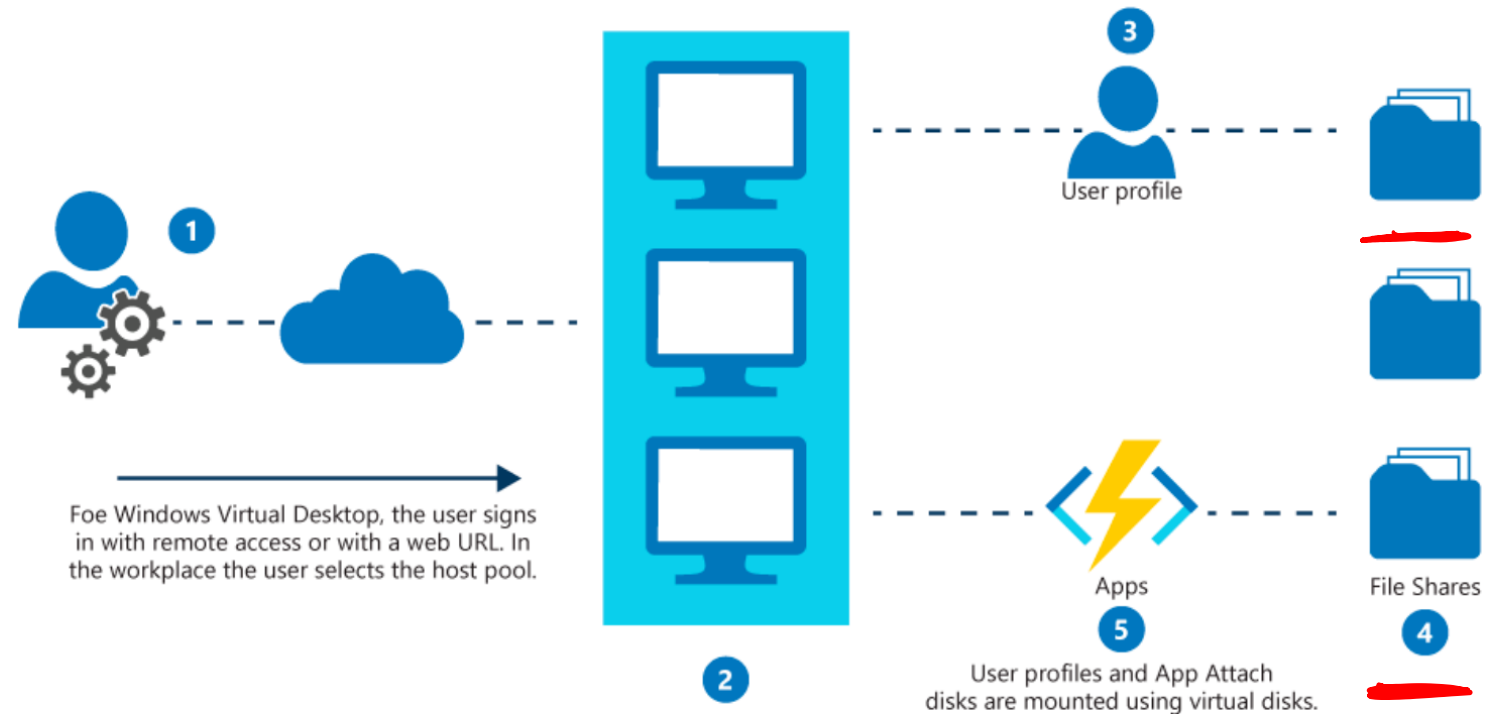 3
User profile
1
Foe Windows Virtual Desktop, the user signs
in with remote access or with a web URL. In
the workplace the user selects the host pool.
2
Apps
5
User profiles and App Attach
disks are mounted using virtual disks.
File Shares
4